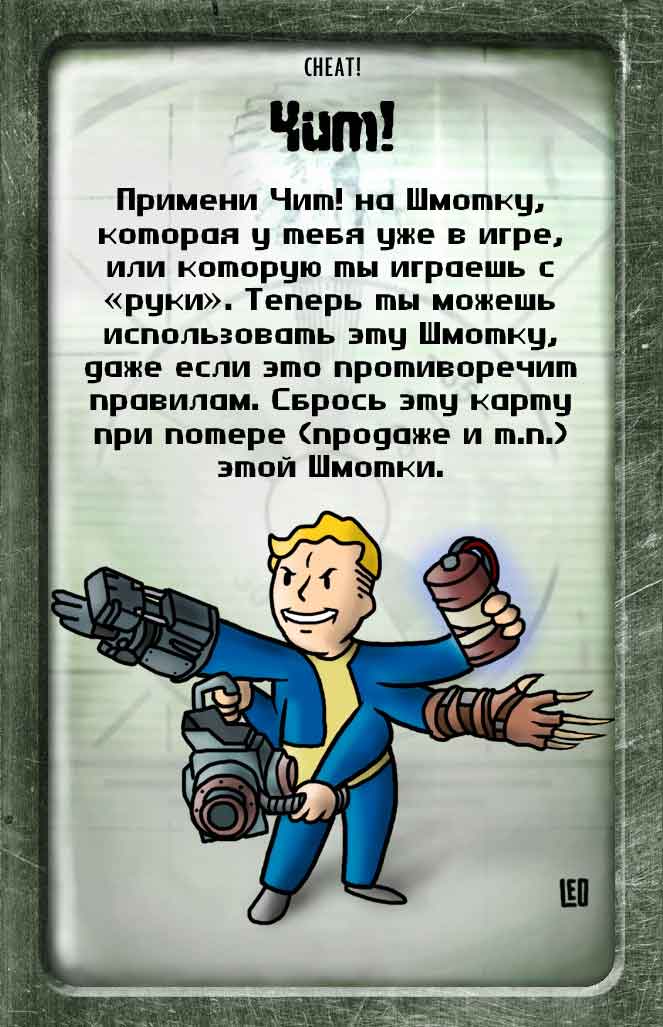 CHEAT!
Чит!
Примени Чит! на Шмотку,
которая у тебя уже в игре,
или которую ты играешь с
«руки». Теперь ты можешь
использовать эту Шмотку,
даже если это противоречит
правилам. Сбрось эту карту
при потере (продаже и т.п.)
этой Шмотки.
LEO